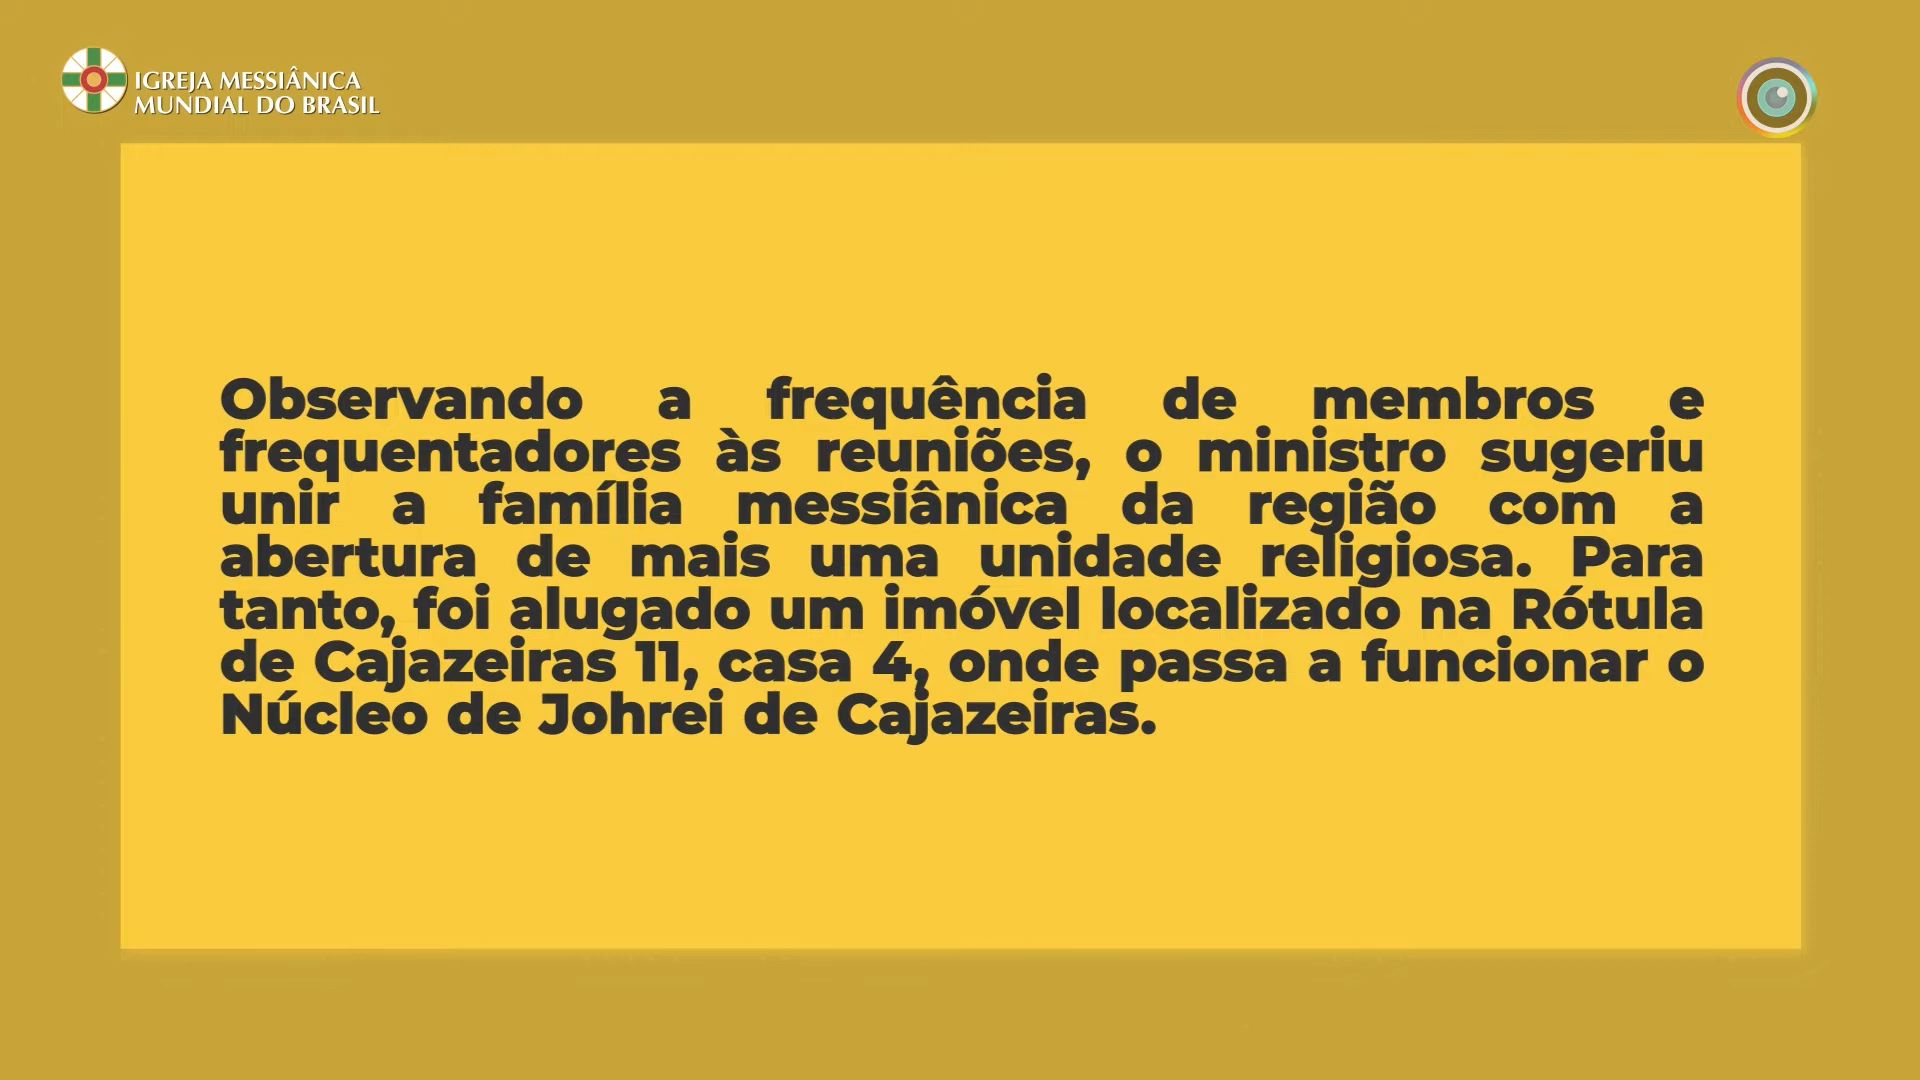 IGREJA MESSIÂNICA
MUNDIAL DO BRASIL
Observando a frequência de membros e
frequentadores às reuniões, o ministro sugeriu
unir a família messiânica da região com a
abertura de mais uma unidade religiosa. Para
tanto, foi alugado um imóvel localizado na Rótula
de Cajazeiras 11, casa 4, onde passa a funcionar o
Núcleo de Johrei de Cajazeiras.